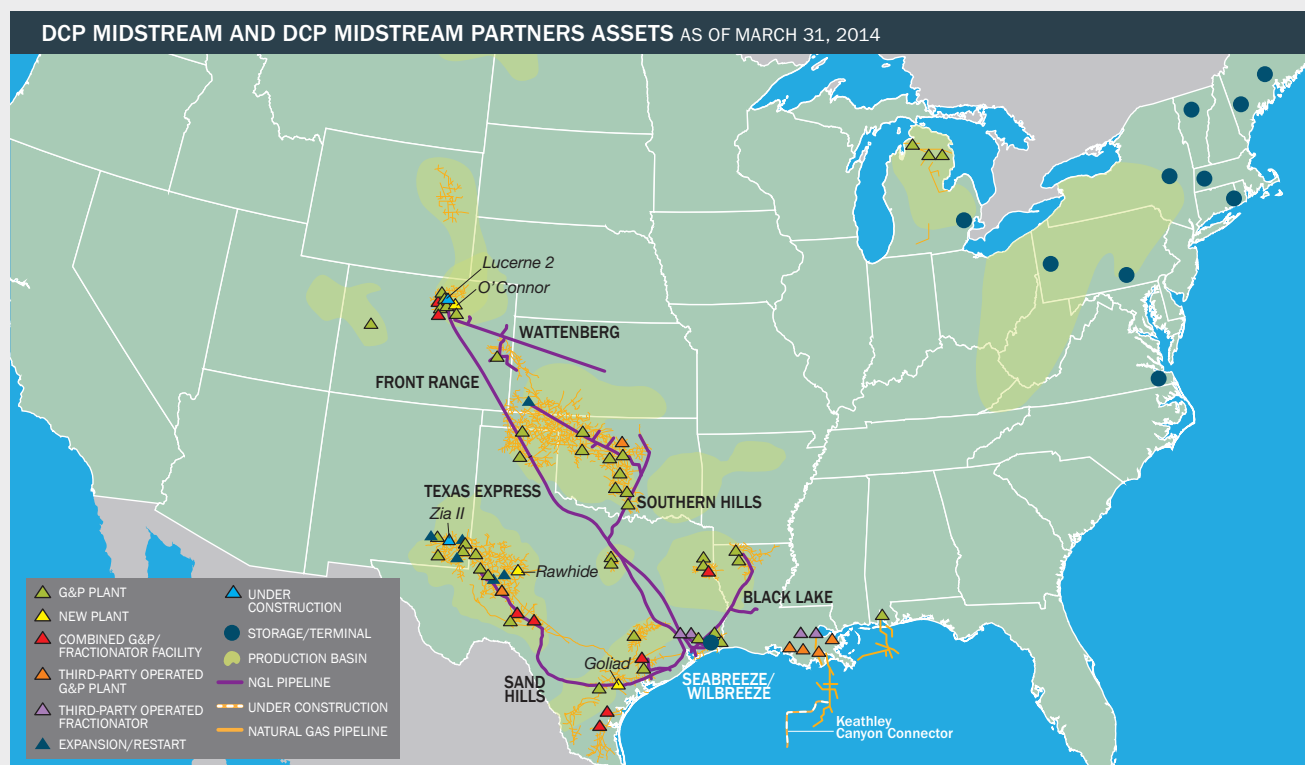 DCP MIDSTREAM AND DCP MIDSTREAM PARTNERS ASSETS AS OF MARCH 31, 2014
Lucerne 2
O'Connor
WATTENBERG
FRONT RANGE
TEXAS EXPRESS
Zia II
SOUTHERN HILLS
Rawhide
BLACK LAKE
Goliad
SAND
HILLS
SEABREEZE/
WILBREEZE
Keathley
Canyon Connector
G&P PLANT
NEW PLANT
COMBINED G&P/
FRACTIONATOR FACILITY
THIRD-PARTY OPERATED
G&P PLANT
THIRD-PARTY OPERATED
FRACTIONATOR
EXPANSION/RESTART
UNDER
CONSTRUCTION
STORAGE/TERMINAL
PRODUCTION BASIN
NGL PIPELINE
UNDER CONSTRUCTION
NATURAL GAS PIPELINE